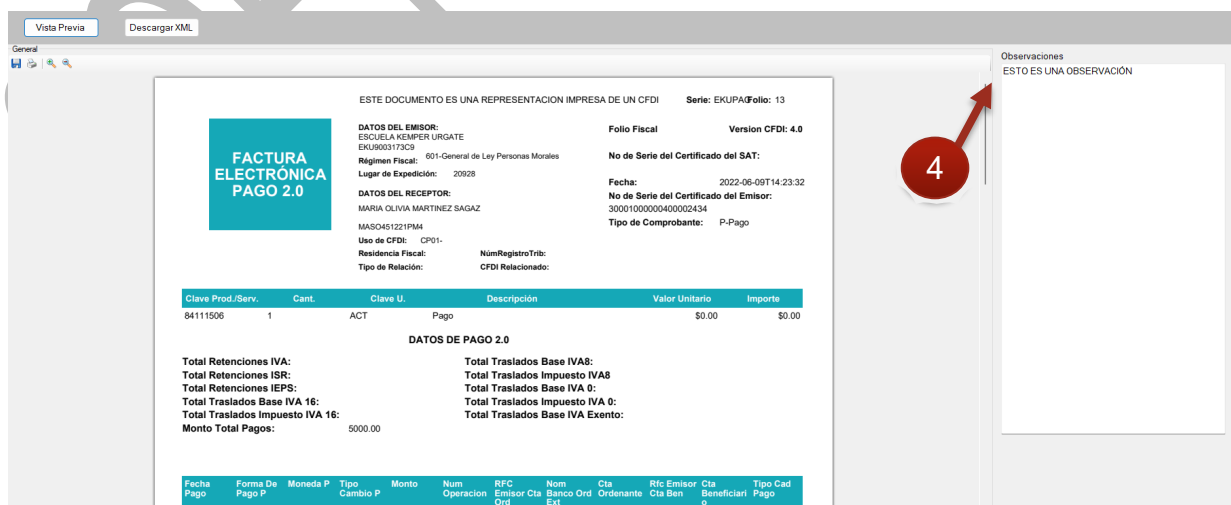 Vista Previa
Descargar XML
General
Observaciones
ESTO ES UNA OBSERVACIÓN
4
ESTE DOCUMENTO ES UNA REPRESENTACION IMPRESA DE UN CFDI Serie: EKUPAG Folio: 13
FACTURA
ELECTRÓNICA
PAGO 2.0
DATOS DEL EMISOR:
ESCUELA KEMPER URGATE
EKU9003173C9
Régimen Fiscal: 601-General de Ley Personas Morales
Lugar de Expedición: 20928
DATOS DEL RECEPTOR:
MARIA OLIVIA MARTINEZ SAGAZ
MASO451221PM4
Uso de CFDI: CP01-
Residencia Fiscal: NúmRegistroTrib:
Tipo de Relación: CFDI Relacionado:
Folio Fiscal Version CFDI: 4.0
No de Serie del Certificado del SAT:
Fecha: 2022-06-09T14:23:32
No de Serie del Certificado del Emisor:
30001000000400002434
Tipo de Comprobante: P-Pago
Clave Prod./Serv. Cant. Clave U. Descripción Valor Unitario Importe
84111506 1 ACT Pago $0.00 $0.00
DATOS DE PAGO 2.0
Total Retenciones IVA: Total Traslados Base IVA8:
Total Retenciones ISR: Total Traslados Impuesto IVA8
Total Retenciones IEPS: Total Traslados Base IVA 0:
Total Traslados Base IVA 16: Total Traslados Impuesto IVA 0:
Total Traslados Impuesto IVA 16: Total Traslados Base IVA Exento:
Monto Total Pagos: 5000.00
Fecha Forma De Moneda P Tipo Monto Num RFC Nom Cta Rfc Emisor Cta Tipo Cad
Pago Pago P Cambio P Operacion Emisor Cta Banco Ord Ordenante Cta Ben Beneficiari Pago
Ord Ext o